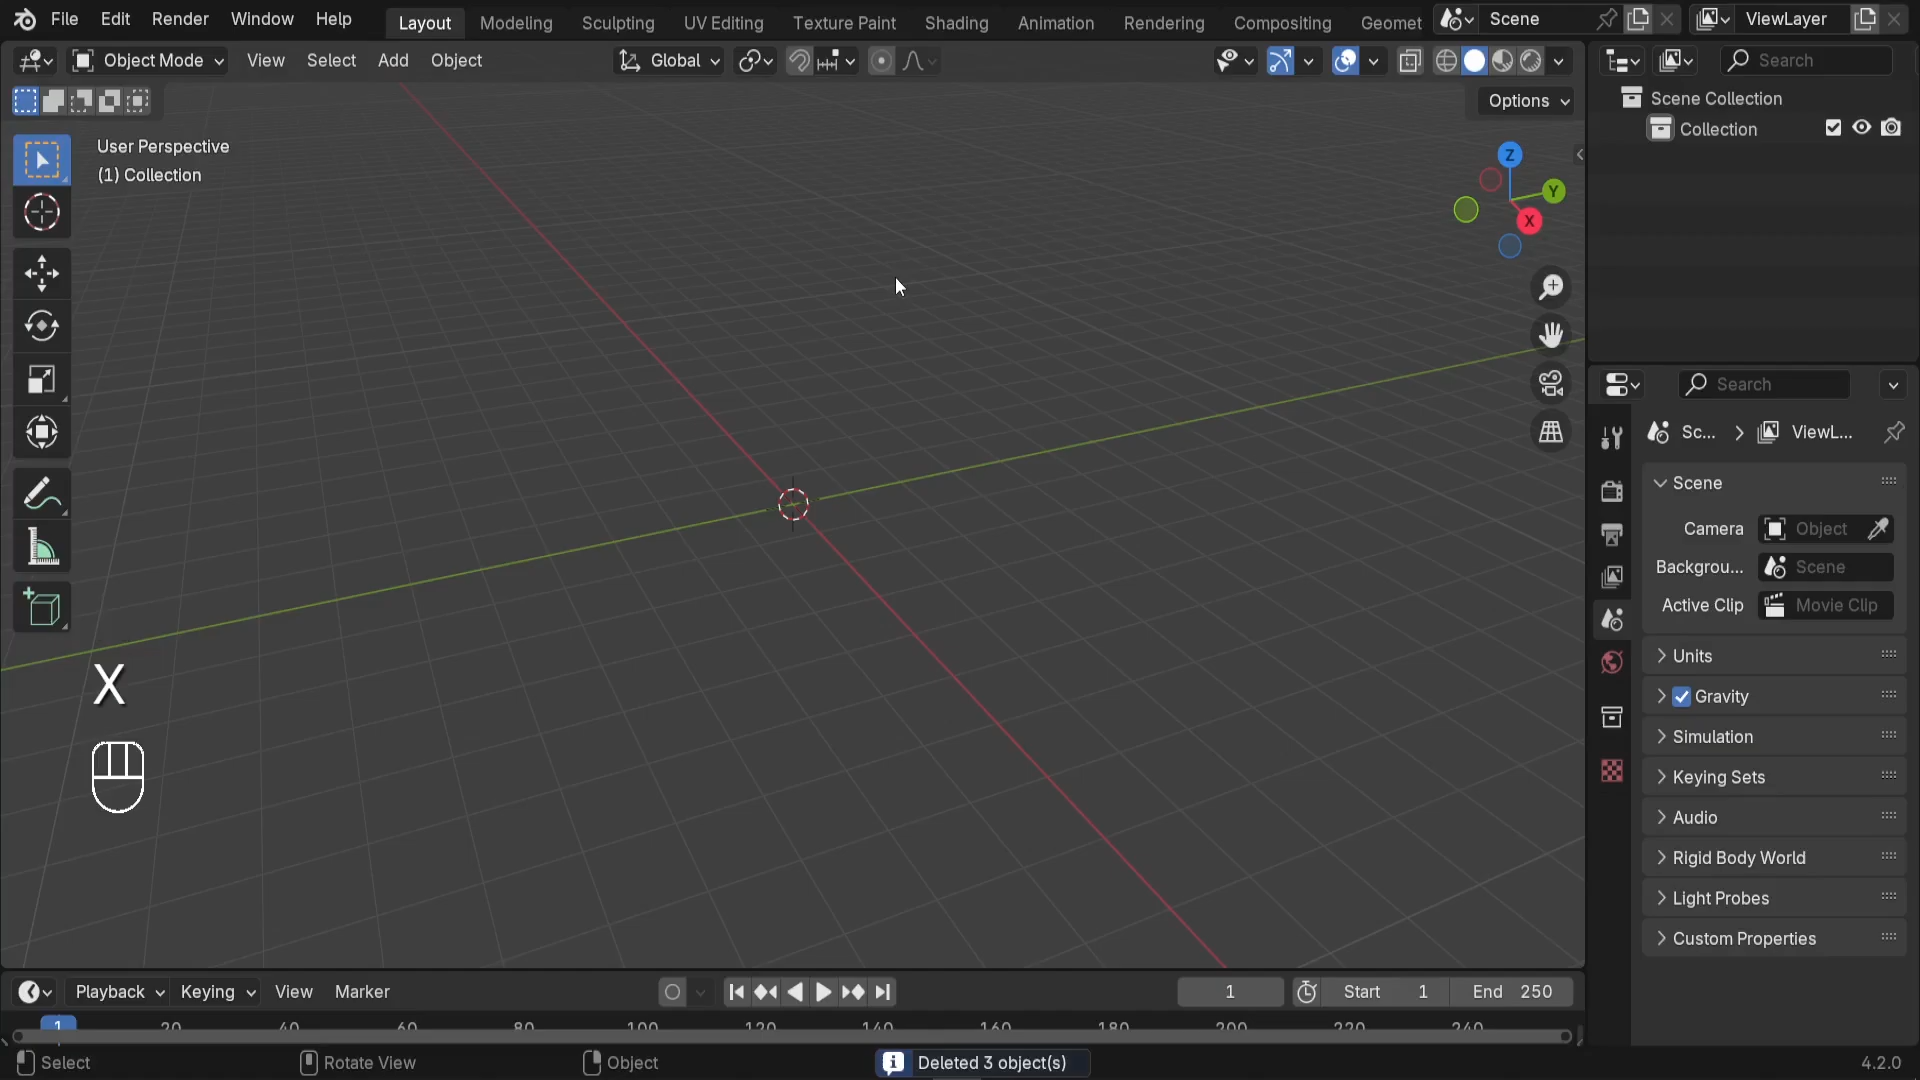 File Edit Render Window Help Layout Modeling Sculpting UV Editing Texture Paint Shading Animation Rendering Compositing Geomet Scene ViewLayer
Object Mode View Select Add Object Global Search
Options
Scene Collection
Collection
User Perspective
(1) Collection
Z
Y
X
Search
Sc... ViewL...
Scene
Camera Object
Backgrou... Scene
Active Clip Movie Clip
Units
Gravity
Simulation
Keying Sets
Audio
Rigid Body World
Light Probes
Custom Properties
X
Playback Keying View Marker 1 Start 1 End 250
1 20 40 60 80 100 120 140 160 180 200 220 240
Select Rotate View Object Deleted 3 object(s) 4.2.0